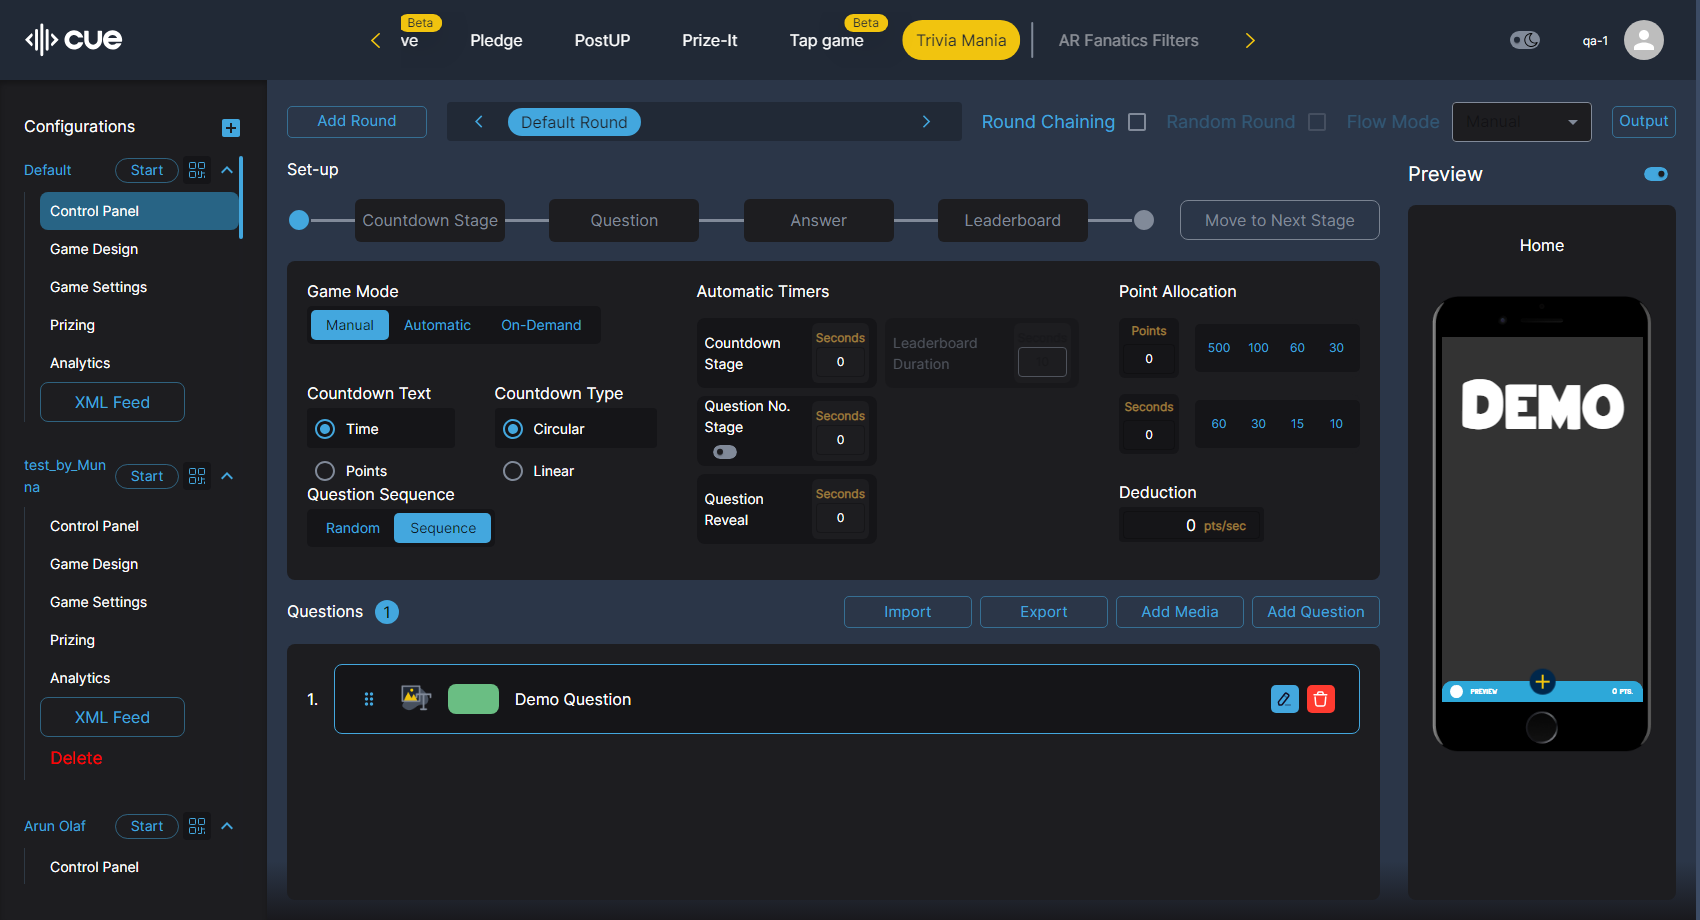 cue
Beta
ve
Pledge
PostUP
Prize-It
Beta
Tap game
Trivia Mania
AR Fanatics Filters
qa-1
Configurations
Default
Start
Control Panel
Game Design
Game Settings
Prizing
Analytics
XML Feed
test_by_Mun
na
Start
Control Panel
Game Design
Game Settings
Prizing
Analytics
XML Feed
Delete
Arun Olaf
Start
Control Panel
Add Round
Default Round
Round Chaining
Random Round
Flow Mode
Manual
Output
Set-up
Countdown Stage
Question
Answer
Leaderboard
Move to Next Stage
Game Mode
Manual
Automatic
On-Demand
Countdown Text
Time
Points
Countdown Type
Circular
Linear
Question Sequence
Random
Sequence
Automatic Timers
Countdown
Stage
Seconds
0
Leaderboard
Duration
Question No.
Stage
Seconds
0
Question
Reveal
Seconds
0
Point Allocation
Points
0
500 100 60 30
Seconds
0
60 30 15 10
Deduction
0 pts/sec
Questions 1
Import
Export
Add Media
Add Question
1.
Demo Question
Preview
Home
DEMO
PREVIEW
0 PTS.